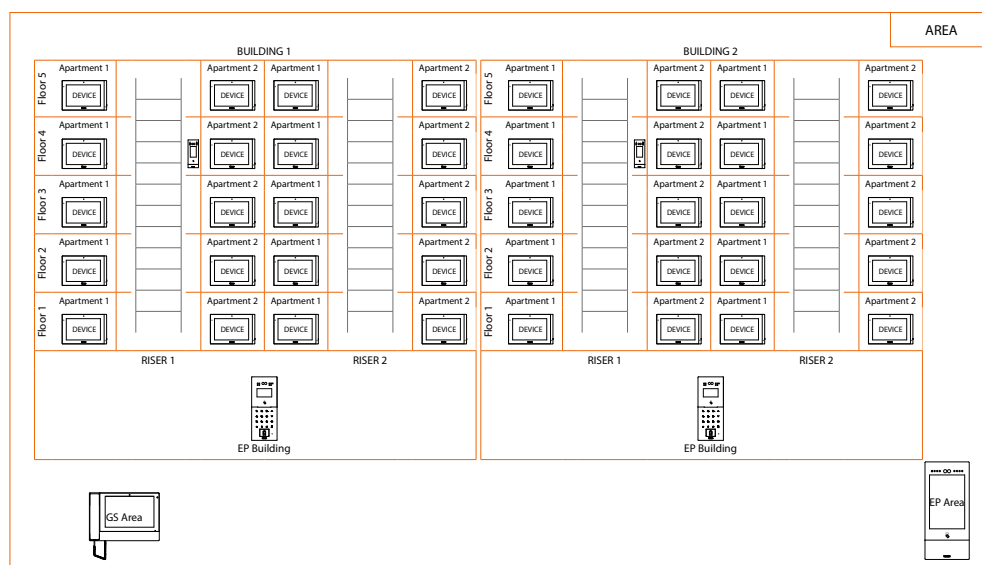 AREA
BUILDING 1
BUILDING 2
Floor 5
Apartment 1
Apartment 2
Apartment 1
Apartment 2
Floor 5
Apartment 1
Apartment 2
Apartment 1
Apartment 2
DEVICE
DEVICE
DEVICE
DEVICE
DEVICE
DEVICE
DEVICE
DEVICE
Floor 4
Apartment 1
Apartment 2
Apartment 1
Apartment 2
Floor 4
Apartment 1
Apartment 2
Apartment 1
Apartment 2
DEVICE
DEVICE
DEVICE
DEVICE
DEVICE
DEVICE
DEVICE
DEVICE
Floor 3
Apartment 1
Apartment 2
Apartment 1
Apartment 2
Floor 3
Apartment 1
Apartment 2
Apartment 1
Apartment 2
DEVICE
DEVICE
DEVICE
DEVICE
DEVICE
DEVICE
DEVICE
DEVICE
Floor 2
Apartment 1
Apartment 2
Apartment 1
Apartment 2
Floor 2
Apartment 1
Apartment 2
Apartment 1
Apartment 2
DEVICE
DEVICE
DEVICE
DEVICE
DEVICE
DEVICE
DEVICE
DEVICE
Floor 1
Apartment 1
Apartment 2
Apartment 1
Apartment 2
Floor 1
Apartment 1
Apartment 2
Apartment 1
Apartment 2
DEVICE
DEVICE
DEVICE
DEVICE
DEVICE
DEVICE
DEVICE
DEVICE
RISER 1
RISER 2
RISER 1
RISER 2
EP Building
EP Building
GS Area
EP Area